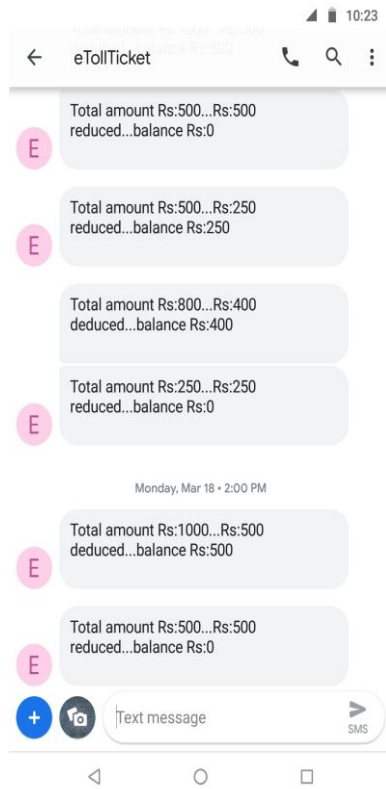 10:23
eTollTicket
Total amount Rs:500...Rs:500
reduced...balance Rs:0
E
Total amount Rs:500...Rs:250
reduced...balance Rs:250
E
Total amount Rs:800...Rs:400
deduced...balance Rs:400
Total amount Rs:250...Rs:250
reduced...balance Rs:0
E
Monday, Mar 18 • 2:00 PM
Total amount Rs:1000...Rs:500
deduced...balance Rs:500
E
Total amount Rs:500...Rs:500
reduced...balance Rs:0
E
Text message
SMS